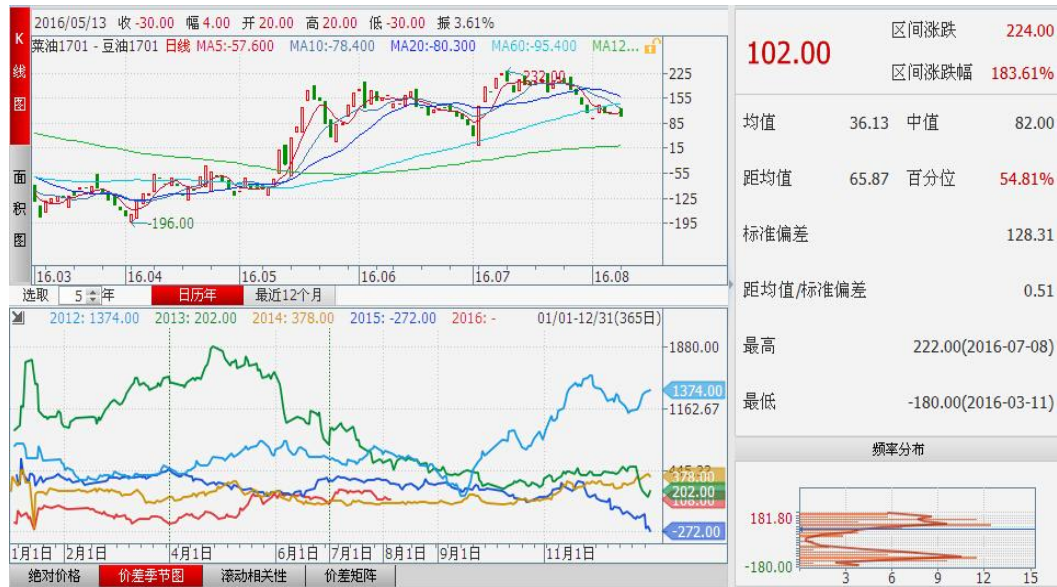 K
线
图
面
积
图
2016/05/13 收 -30.00 幅 4.00 开 20.00 高 20.00 低 -30.00 振 3.61%
菜油1701 - 豆油1701 日线 MA5:-57.600 MA10:-78.400 MA20:-80.300 MA60:-95.400 MA12...
232.00
-196.00
225
155
85
15
-55
-125
-195
16.03 16.04 16.05 16.06 16.07 16.08
选取 5 年 日历年 最近12个月
2012: 1374.00 2013: 202.00 2014: 378.00 2015: -272.00 2016: - 01/01-12/31(365日)
1880.00
1374.00
1162.67
378.00
202.00
108.00
-272.00
1月1日 2月1日 4月1日 6月1日 7月1日 8月1日 9月1日 11月1日
绝对价格 价差季节图 滚动相关性 价差矩阵
102.00
区间涨跌 224.00
区间涨跌幅 183.61%
均值 36.13 中值 82.00
距均值 65.87 百分位 54.81%
标准偏差 128.31
距均值/标准偏差 0.51
最高 222.00(2016-07-08)
最低 -180.00(2016-03-11)
频率分布
181.80
-180.00
3 6 9 12 15